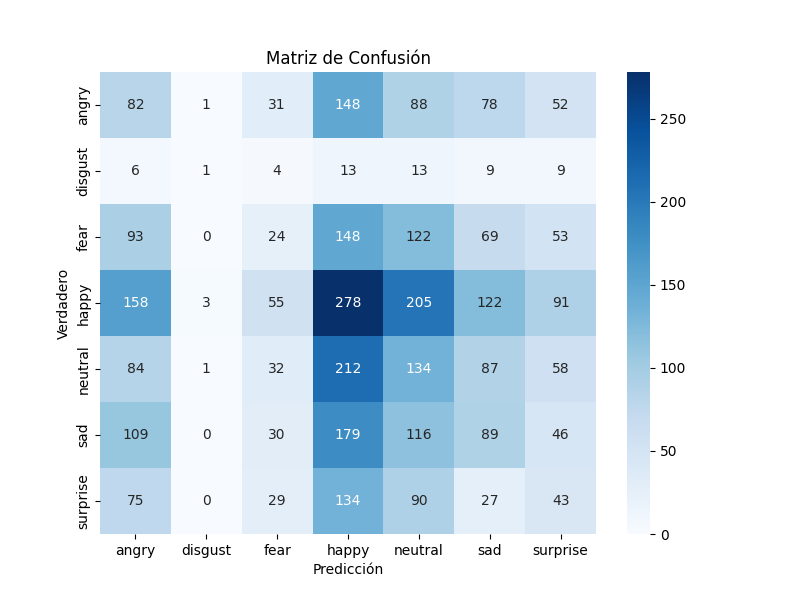 Matriz de Confusión
Verdadero
angry 82 1 31 148 88 78 52
disgust 6 1 4 13 13 9 9
fear 93 0 24 148 122 69 53
happy 158 3 55 278 205 122 91
neutral 84 1 32 212 134 87 58
sad 109 0 30 179 116 89 46
surprise 75 0 29 134 90 27 43
angry disgust fear happy neutral sad surprise
Predicción
250
200
150
100
50
0